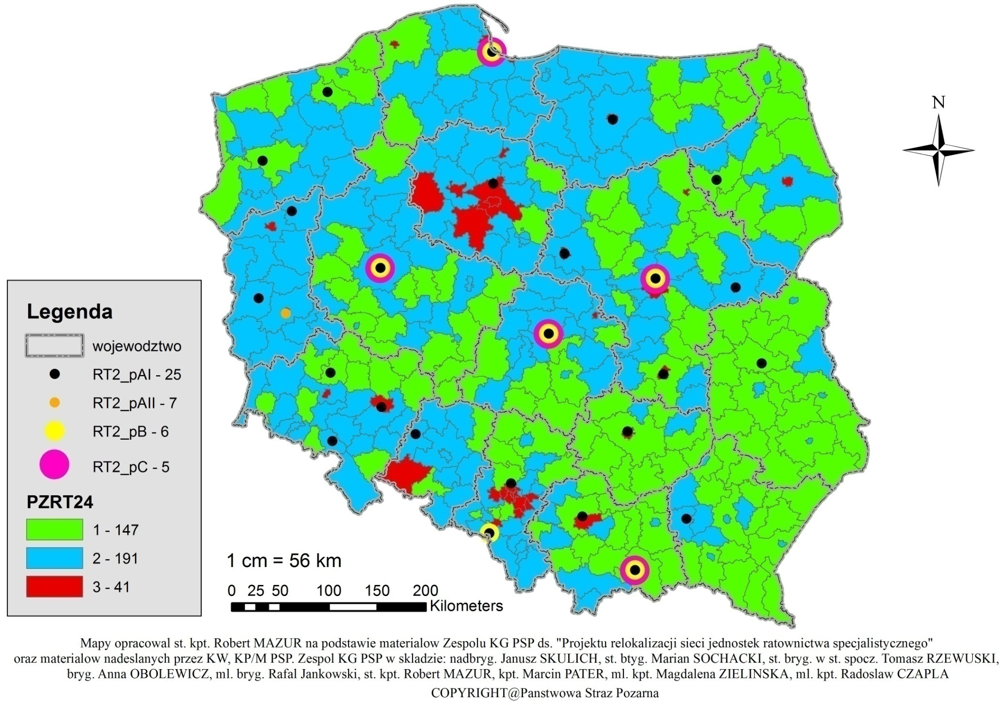 N
Legenda
wojewodztwo
RT2_pAI - 25
RT2_pAII - 7
RT2_pB - 6
RT2_pC - 5
PZRT24
1 - 147
2 - 191
3 - 41
1 cm = 56 km
0 25 50 100 150 200
Kilometers
Mapy opracowal st. kpt. Robert MAZUR na podstawie materialow Zespolu KG PSP ds. "Projektu relokalizacji sieci jednostek ratownictwa specjalistycznego"
oraz materialow nadeslanych przez KW, KP/M PSP. Zespol KG PSP w skladzie: nadbryg. Janusz SKULICH, st. btyg. Marian SOCHACKI, st. bryg. w st. spocz. Tomasz RZEWUSKI,
bryg. Anna OBOLEWICZ, ml. bryg. Rafal Jankowski, st. kpt. Robert MAZUR, kpt. Marcin PATER, ml. kpt. Magdalena ZIELINSKA, ml. kpt. Radoslaw CZAPLA
COPYRIGHT@Panstwowa Straz Pozarna